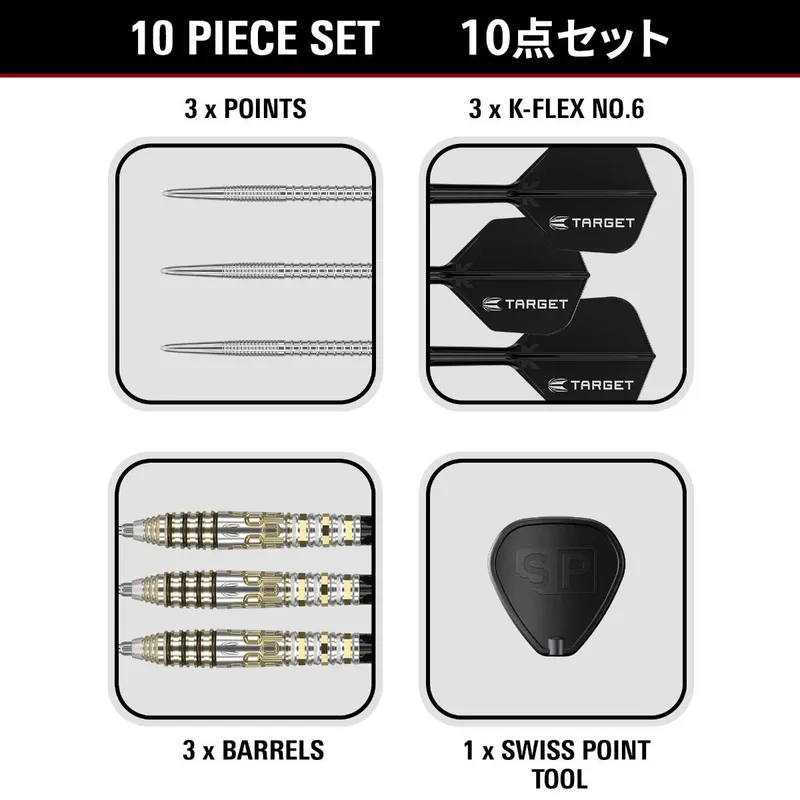 10 PIECE SET 10点セット
3 x POINTS
3 x K-FLEX NO.6
TARGET
TARGET
TARGET
SP
3 x BARRELS
1 x SWISS POINT
TOOL